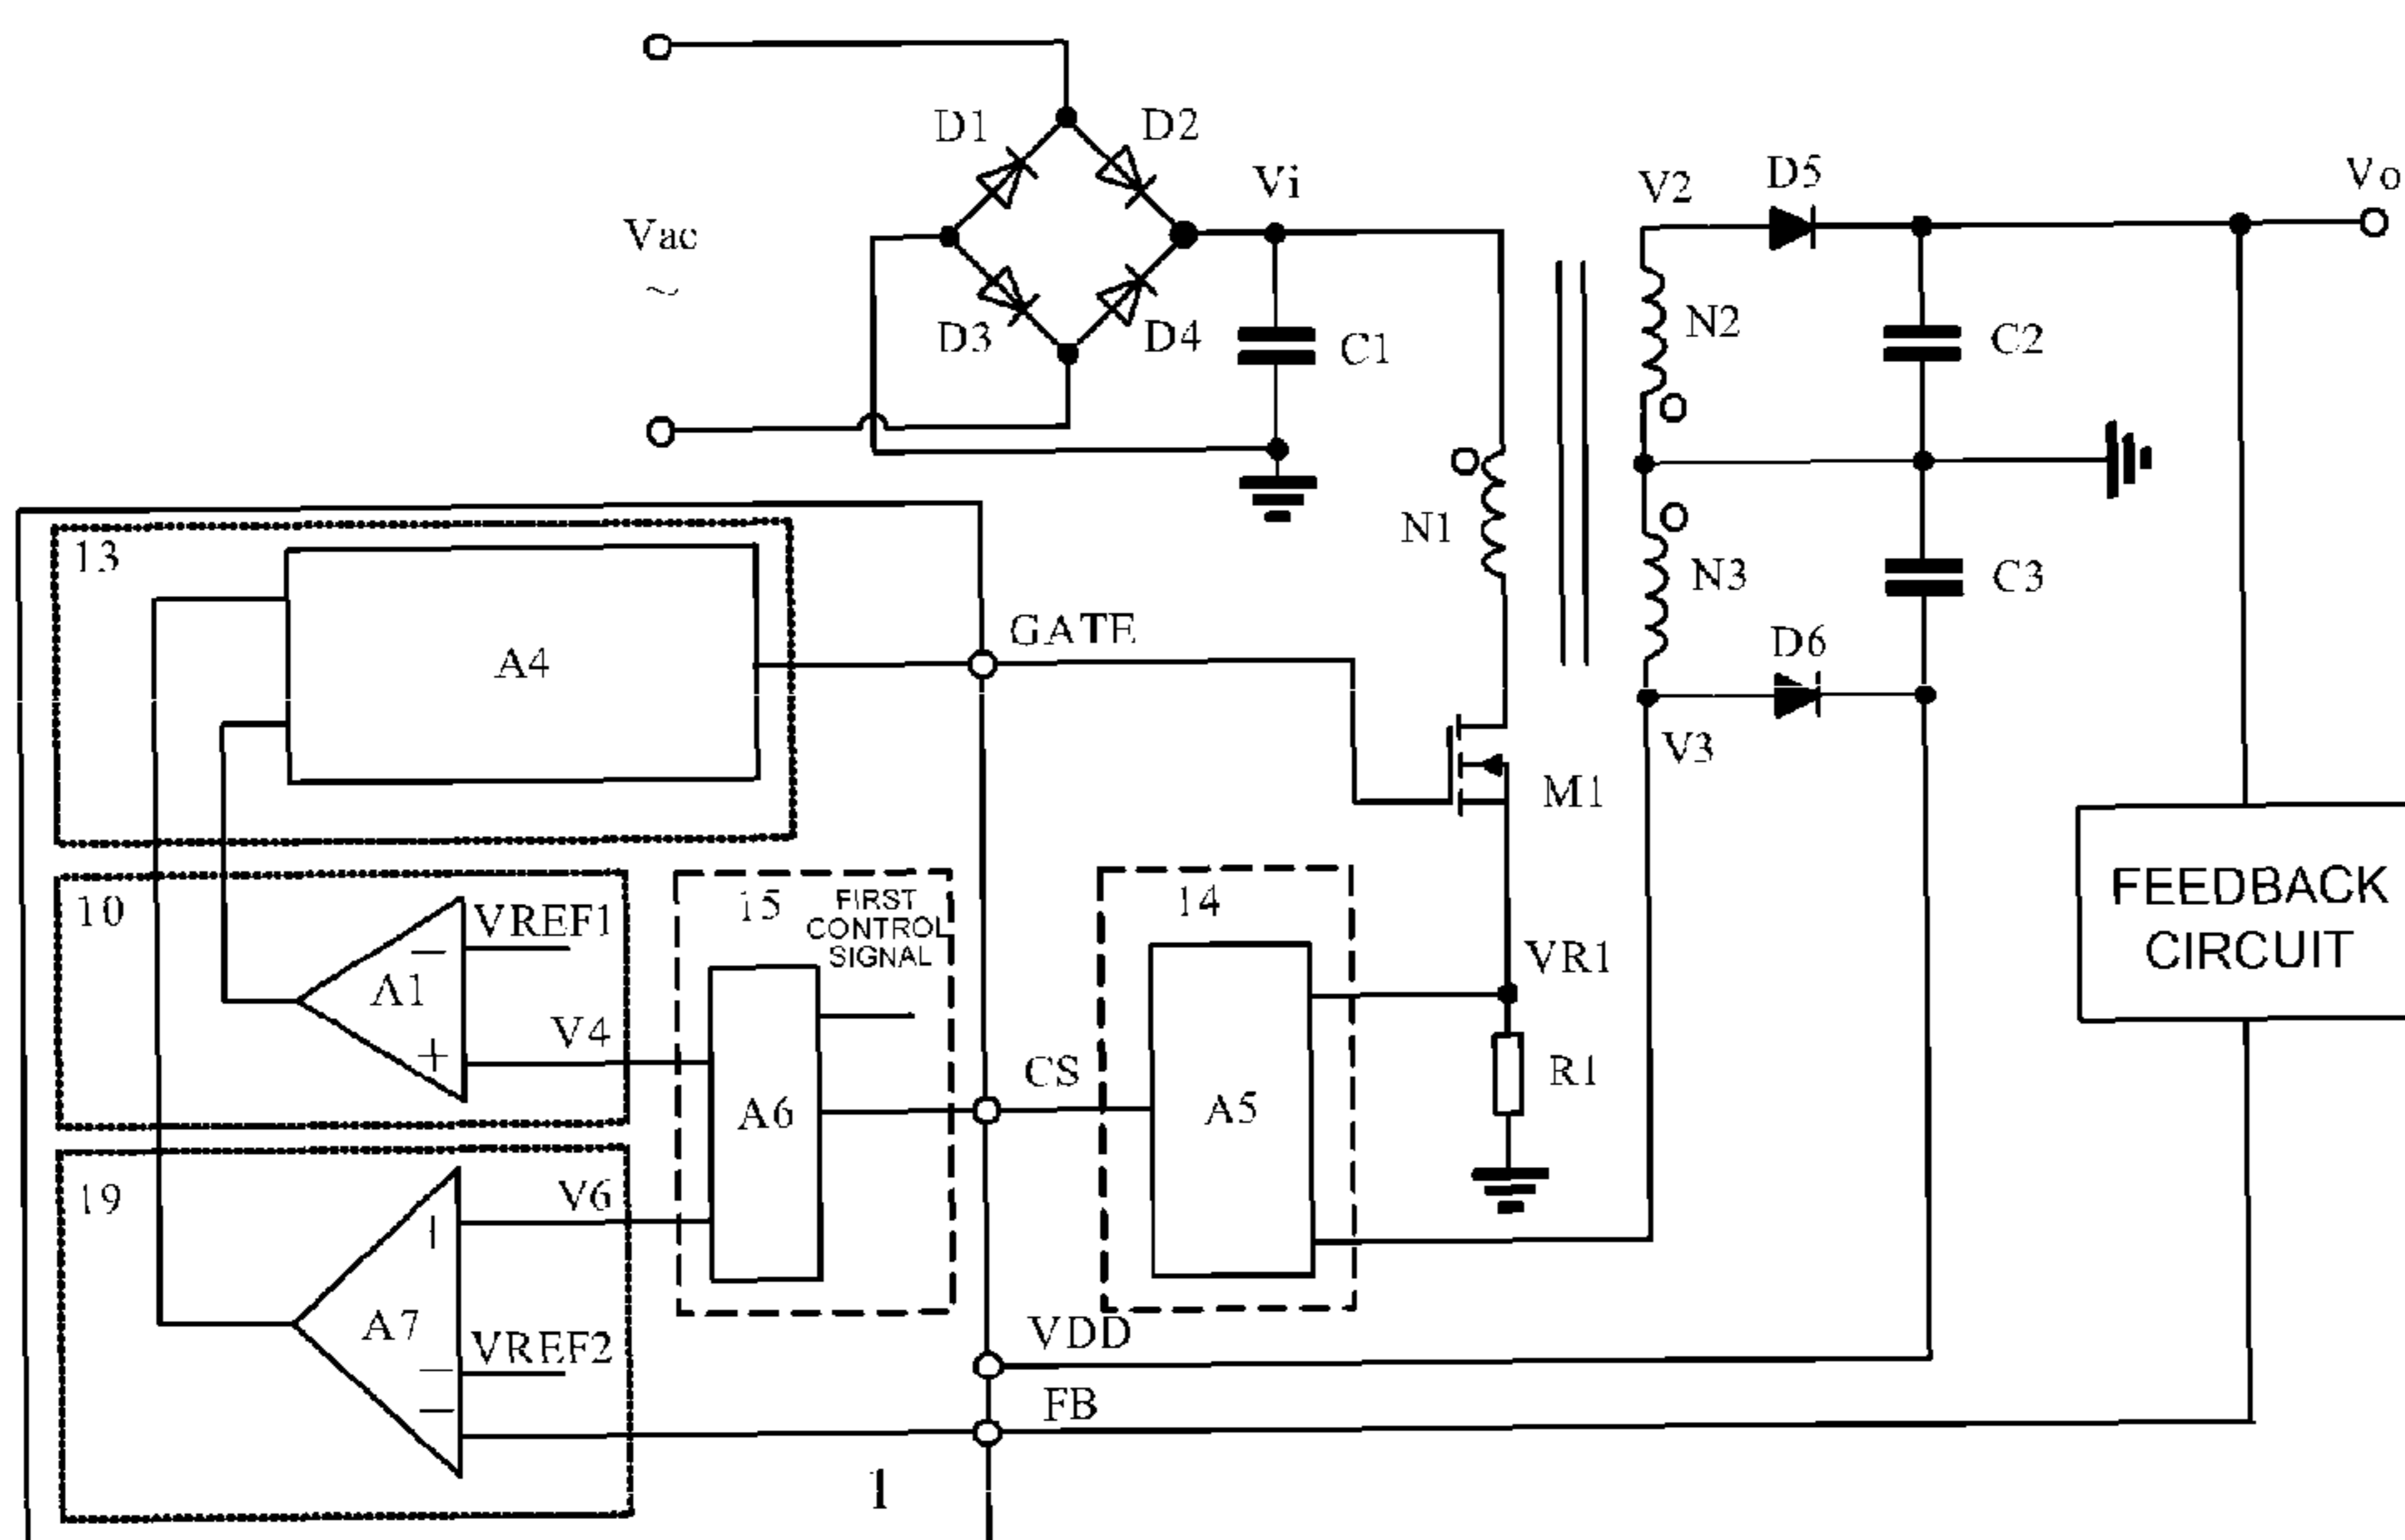 D1
D2
Vi
V2
D5
Vo
Vac
~
N2
C2
D3
D4
C1
N1
N3
C3
13
GATE
D6
A4
V3
M1
10
VREF1
15
FIRST
CONTROL
SIGNAL
14
FEEDBACK
CIRCUIT
A1
VR1
V4
CS
R1
A6
A5
19
V6
A7
VREF2
VDD
FB
1